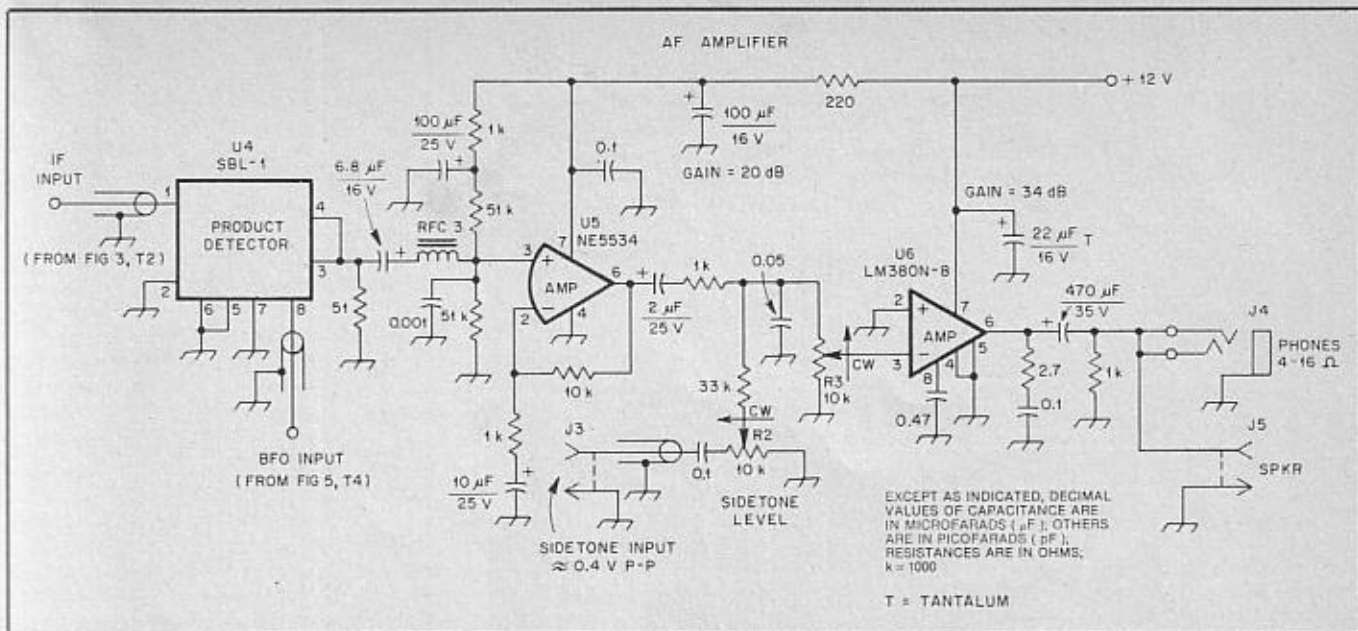 AF AMPLIFIER
+ 12 V
220
100 µF
25 V
1 k
+
100 µF
16 V
GAIN = 20 dB
0.1
IF
INPUT
U4
SBL-1
6.8 µF
16 V
GAIN = 34 dB
1
4
PRODUCT
DETECTOR
3
2
6
5
7
8
(FROM FIG 3, T2)
51
RFC 3
51 k
0.001
51 k
U5
NE5534
3
+
7
AMP
6
2
−
4
+
2 µF
25 V
1 k
0.05
22 µF T
16 V
U6
LM380N-8
2
+
7
AMP
6
3
−
4
5
8
470 µF
35 V
J4
PHONES
4-16 Ω
10 k
33 k
CW
R3
10 k
CW
0.47
2.7
0.1
1 k
BFO INPUT
(FROM FIG 5, T4)
1 k
10 µF
25 V
J3
0.1
R2
10 k
SIDETONE
LEVEL
SIDETONE INPUT
≈ 0.4 V P-P
J5
SPKR
EXCEPT AS INDICATED, DECIMAL
VALUES OF CAPACITANCE ARE
IN MICROFARADS ( µF ); OTHERS
ARE IN PICOFARADS ( pF );
RESISTANCES ARE IN OHMS;
k = 1000
T = TANTALUM